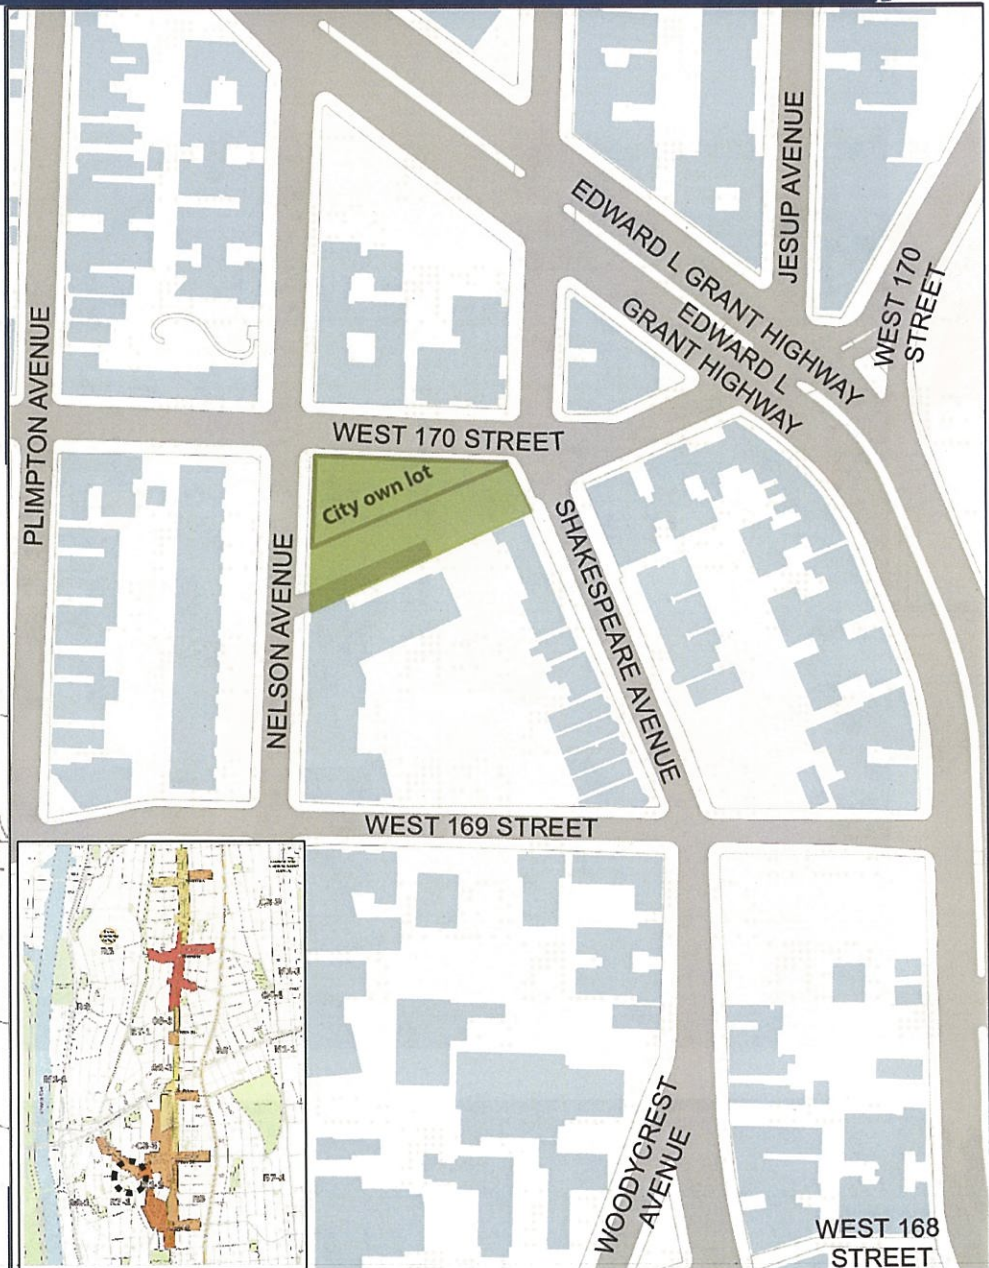 JESUP AVENUE
EDWARD L GRANT HIGHWAY
EDWARD L
GRANT HIGHWAY
WEST 170
STREET
PLIMPTON AVENUE
WEST 170 STREET
City own lot
NELSON AVENUE
SHAKESPEARE AVENUE
WEST 169 STREET
WOODYCREST
AVENUE
WEST 168
STREET